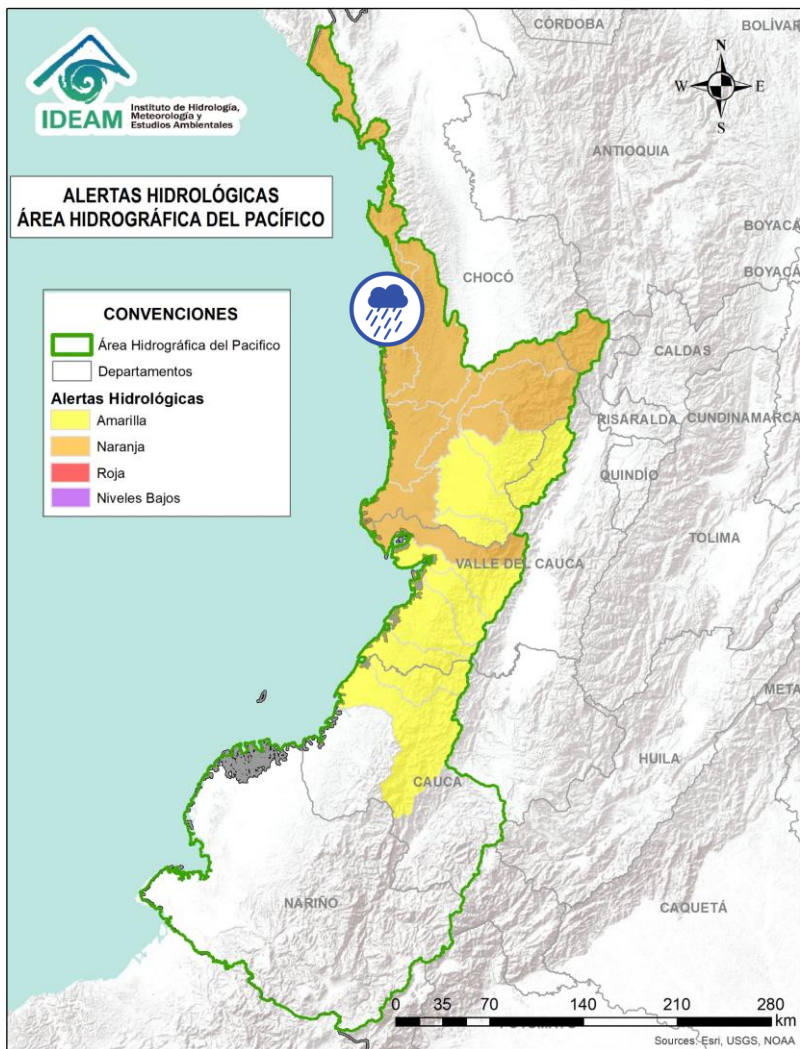 CÓRDOBA
BOLÍVAR
N
W
E
S
IDEAM
Instituto de Hidrología,
Meteorología y
Estudios Ambientales
ANTIOQUIA
ALERTAS HIDROLÓGICAS
ÁREA HIDROGRÁFICA DEL PACÍFICO
BOYACÁ
BOYACÁ
CHOCÓ
CONVENCIONES
Área Hidrográfica del Pacifico
Departamentos
Alertas Hidrológicas
Amarilla
Naranja
Roja
Niveles Bajos
CALDAS
RISARALDA
CUNDINAMARCA
QUINDÍO
TOLIMA
VALLE DEL CAUCA
META
HUILA
CAUCA
NARIÑO
CAQUETÁ
0 35 70 140 210 280
km
Sources: Esri, USGS, NOAA